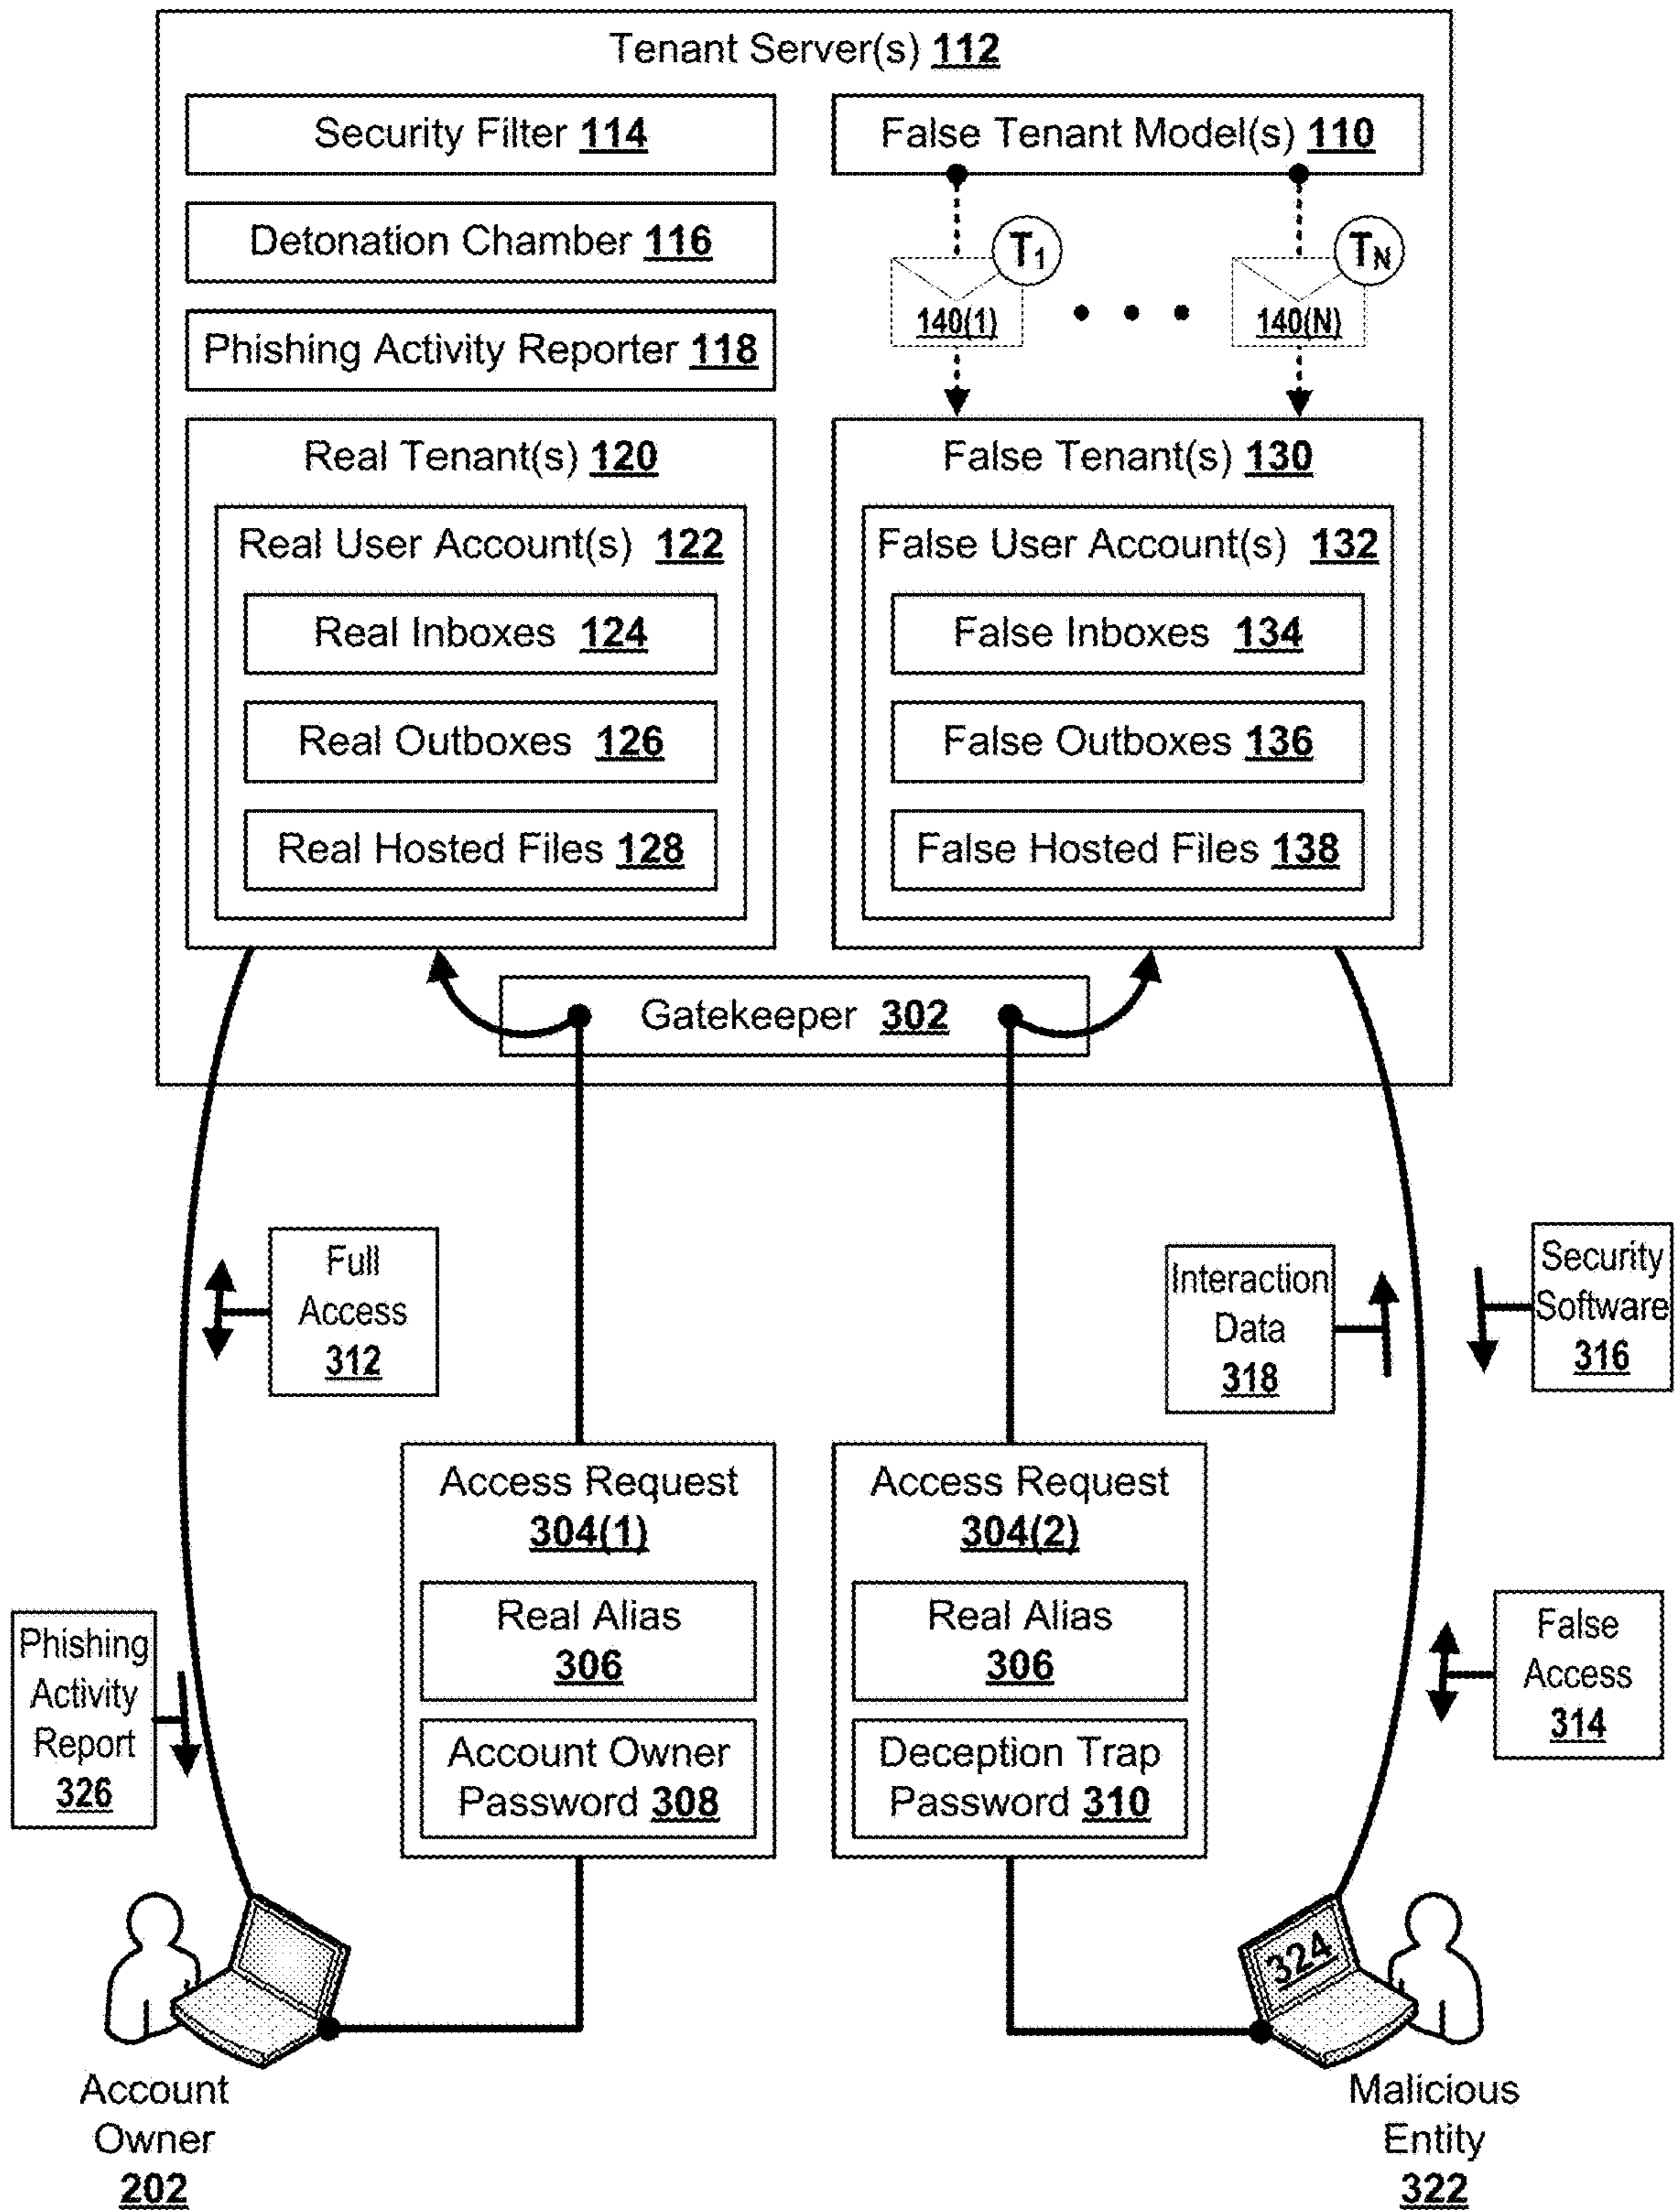 Tenant Server(s) 112
Security Filter 114
False Tenant Model(s) 110
Detonation Chamber 116
T1
TN
140(1)
140(N)
Phishing Activity Reporter 118
Real Tenant(s) 120
False Tenant(s) 130
Real User Account(s) 122
False User Account(s) 132
Real Inboxes 124
False Inboxes 134
Real Outboxes 126
False Outboxes 136
Real Hosted Files 128
False Hosted Files 138
Gatekeeper 302
Full
Access
312
Interaction
Data
318
Security
Software
316
Access Request
304(1)
Real Alias
306
Account Owner
Password 308
Access Request
304(2)
Real Alias
306
Deception Trap
Password 310
Phishing
Activity
Report
326
False
Access
314
324
Account
Owner
202
Malicious
Entity
322